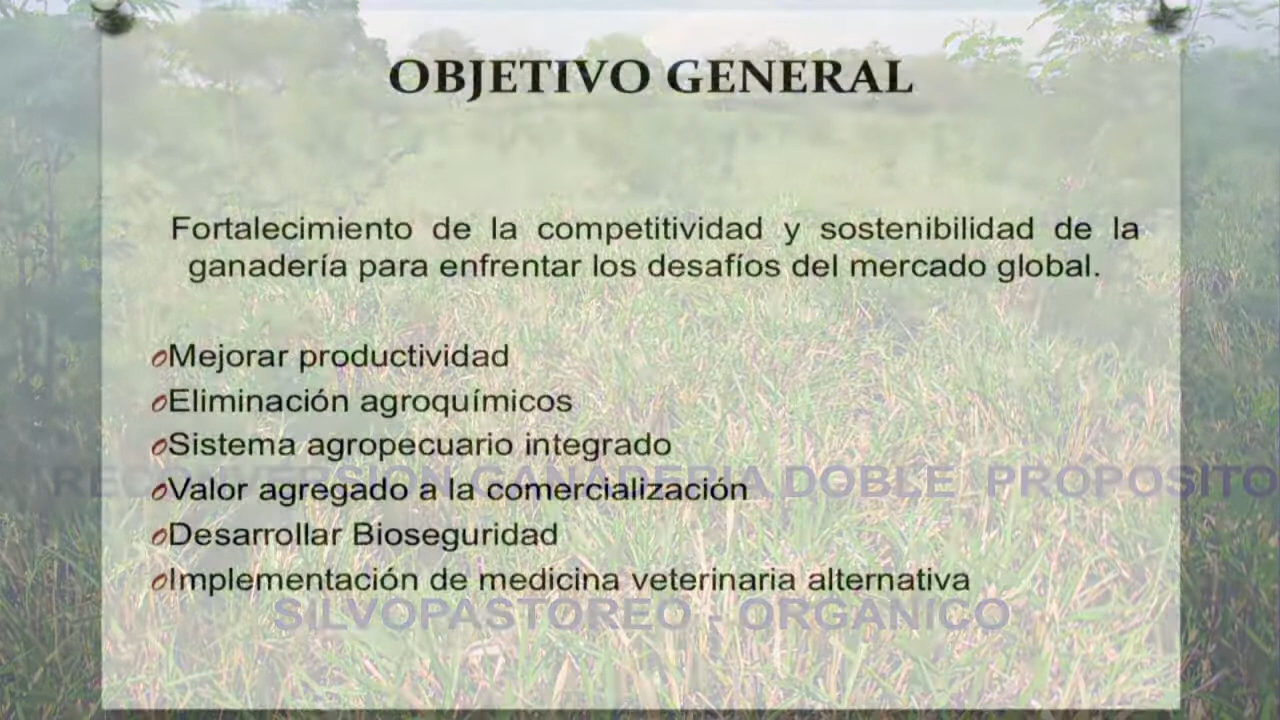 OBJETIVO GENERAL
Fortalecimiento de la competitividad y sostenibilidad de la
ganadería para enfrentar los desafíos del mercado global.
Mejorar productividad
Eliminación agroquímicos
Sistema agropecuario integrado
RECONVERSION GANADERIA DOBLE PROPOSITO
Valor agregado a la comercialización
Desarrollar Bioseguridad
Implementación de medicina veterinaria alternativa
SILVOPASTOREO - ORGANICO